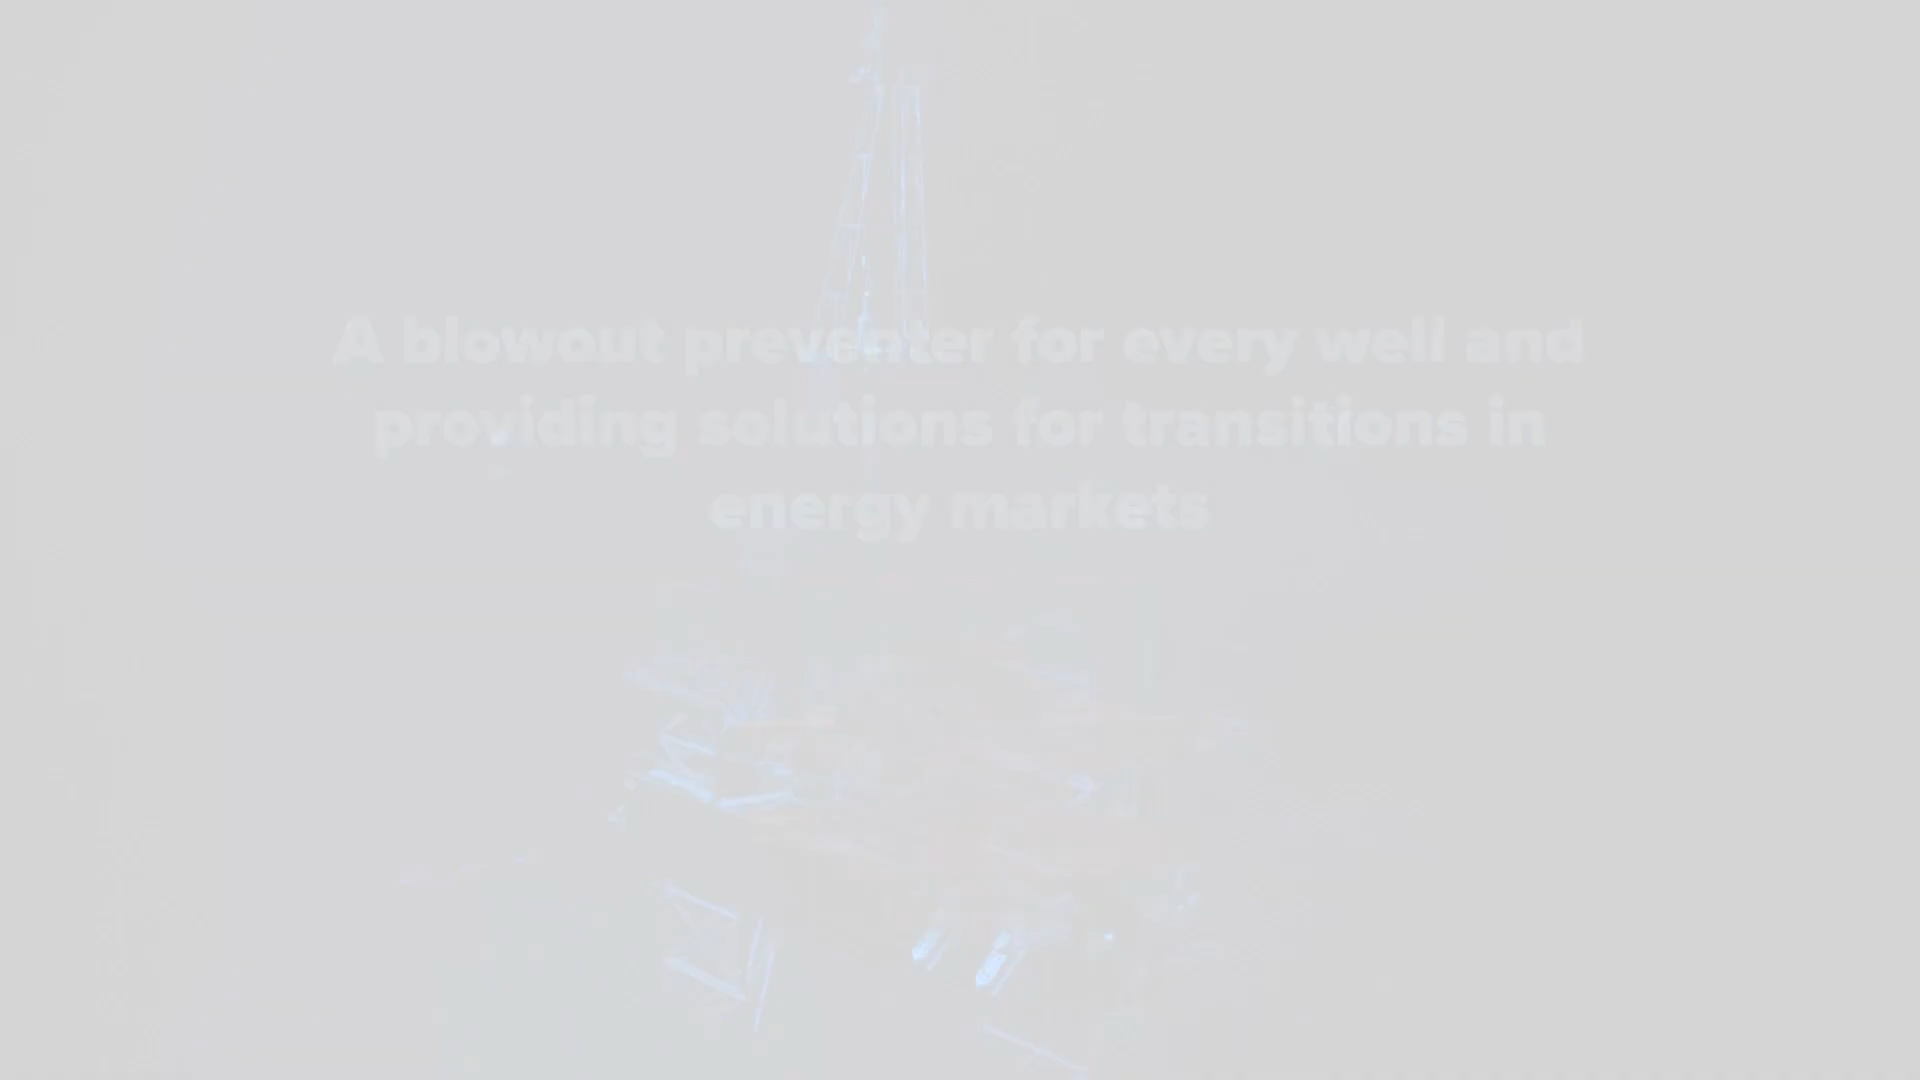 A blowout preventer for every well and
providing solutions for transitions in
energy markets